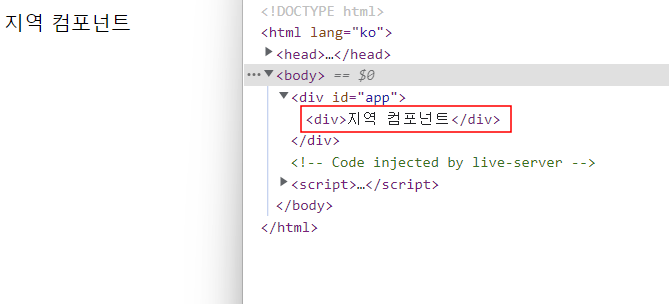 지역 컴포넌트
<!DOCTYPE html>
<html lang="ko">
<head>…</head>
<body> == $0
<div id="app">
<div>지역 컴포넌트</div>
</div>
<!-- Code injected by live-server -->
<script>…</script>
</body>
</html>